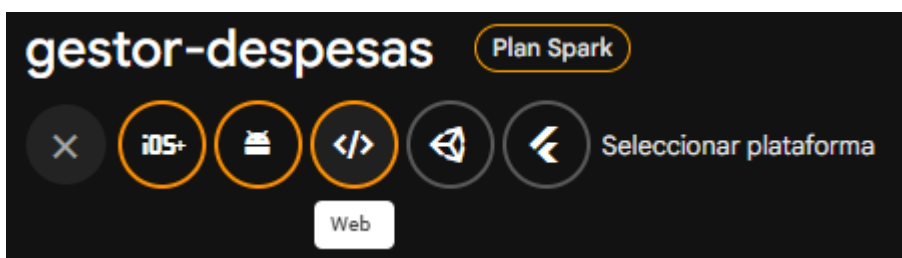 gestor-despesas Plan Spark
iOS+ </> Seleccionar plataforma
Web